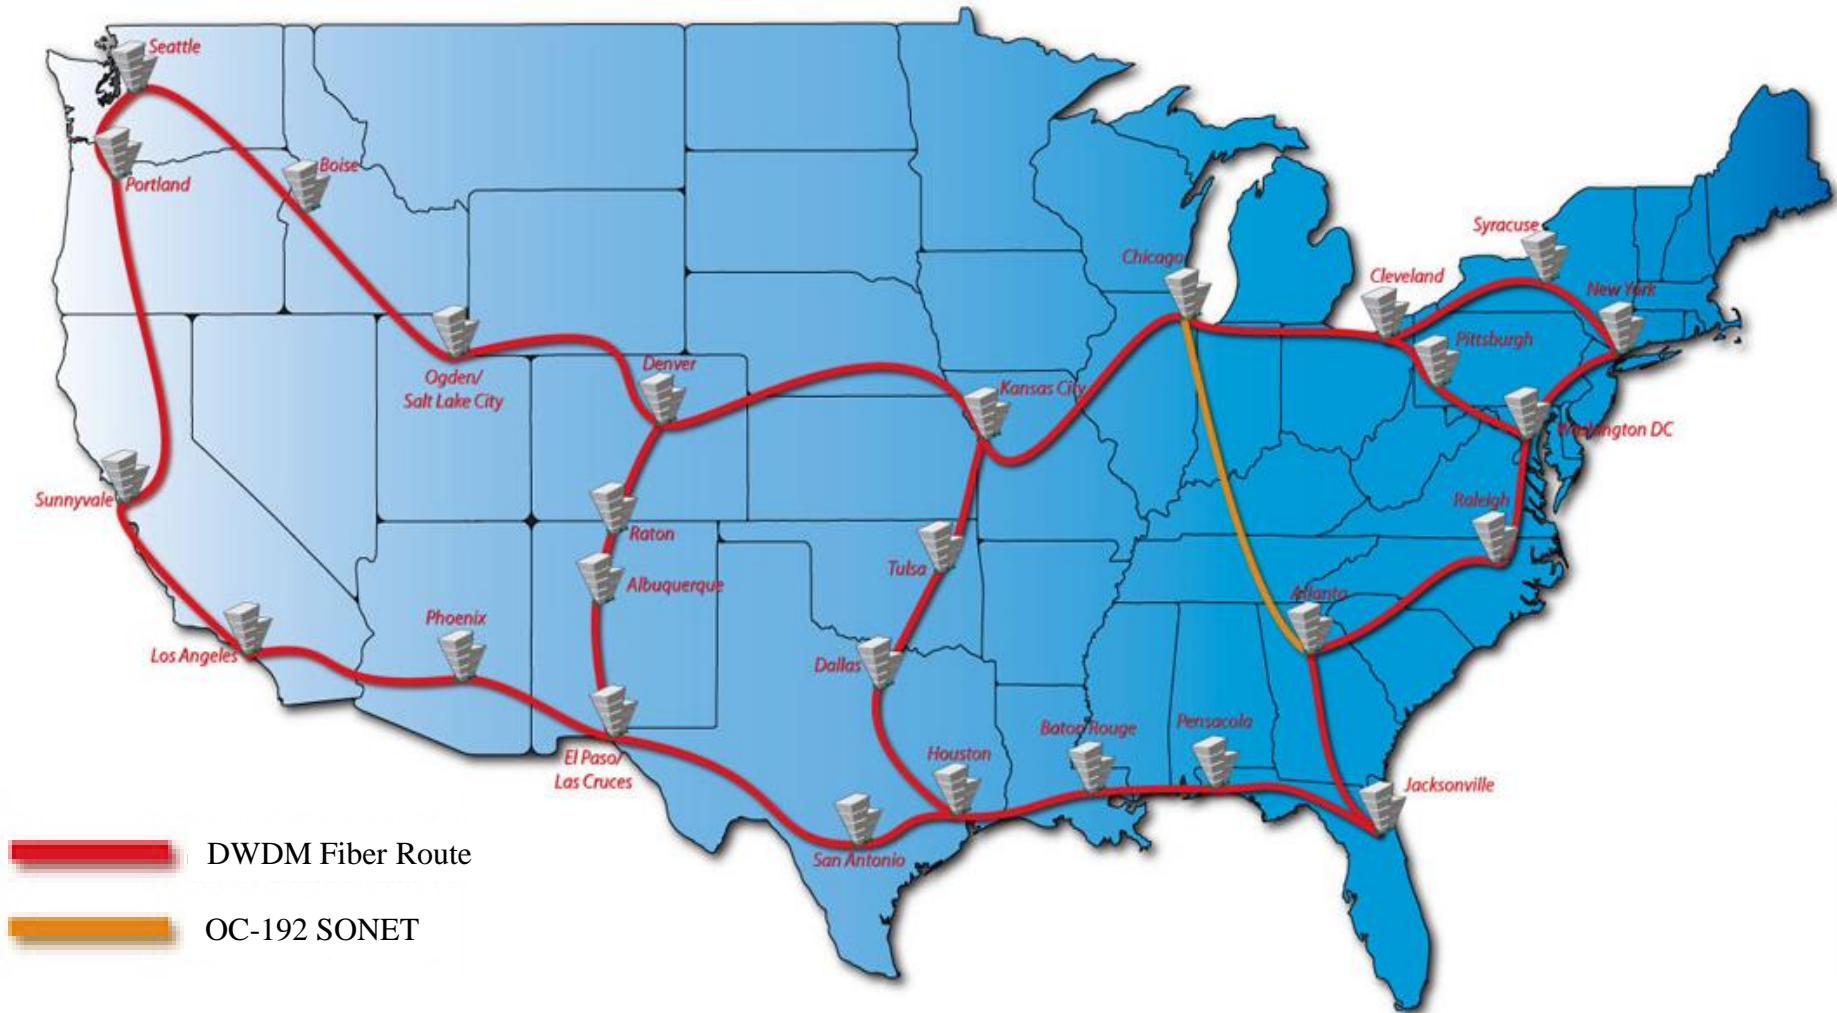 Seattle
Boise
Portland
Syracuse
Chicago
Cleveland
New York
Pittsburgh
Denver
Ogden/
Salt Lake City
Kansas City
Washington DC
Sunnyvale
Raleigh
Raton
Tulsa
Albuquerque
Atlanta
Phoenix
Los Angeles
Dallas
Baton Rouge
Pensacola
Houston
El Paso/
Las Cruces
Jacksonville
San Antonio
DWDM Fiber Route
OC-192 SONET